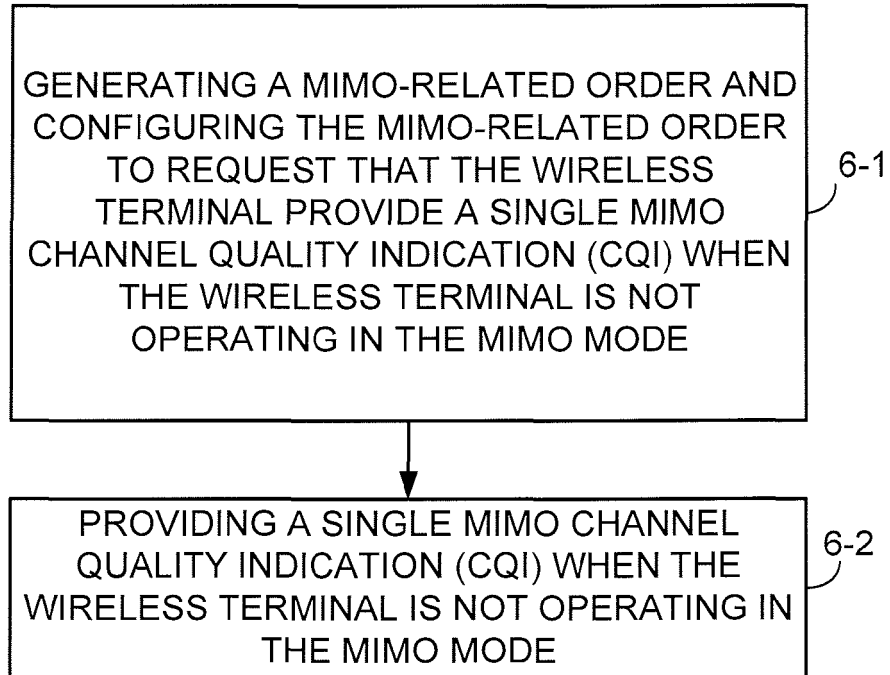 GENERATING A MIMO-RELATED ORDER AND
CONFIGURING THE MIMO-RELATED ORDER
TO REQUEST THAT THE WIRELESS
TERMINAL PROVIDE A SINGLE MIMO
CHANNEL QUALITY INDICATION (CQI) WHEN
THE WIRELESS TERMINAL IS NOT
OPERATING IN THE MIMO MODE
6-1
PROVIDING A SINGLE MIMO CHANNEL
QUALITY INDICATION (CQI) WHEN THE
WIRELESS TERMINAL IS NOT OPERATING IN
THE MIMO MODE
6-2